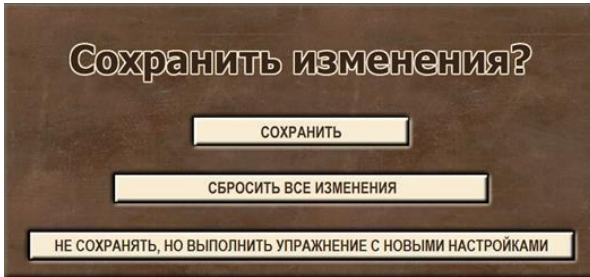 Сохранить изменения?
СОХРАНИТЬ
СБРОСИТЬ ВСЕ ИЗМЕНЕНИЯ
НЕ СОХРАНЯТЬ, НО ВЫПОЛНИТЬ УПРАЖНЕНИЕ С НОВЫМИ НАСТРОЙКАМИ